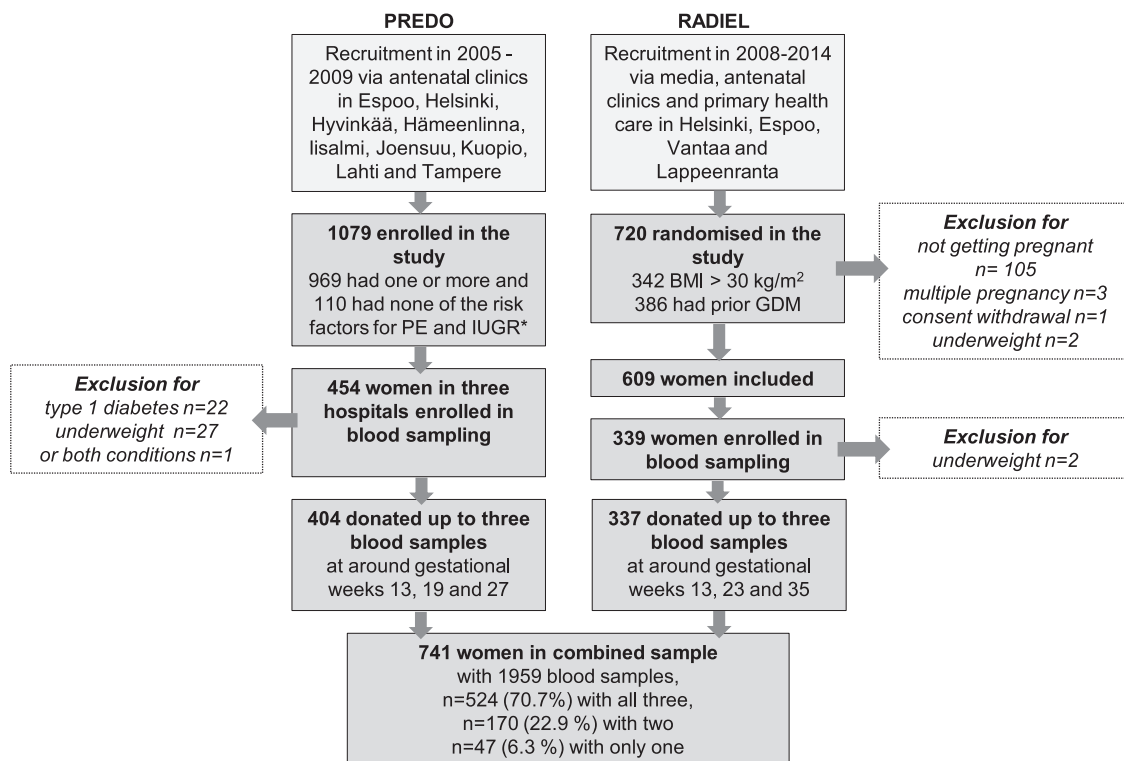 PREDO
Recruitment in 2005 -
2009 via antenatal clinics
in Espoo, Helsinki,
Hyvinkää, Hämeenlinna,
Iisalmi, Joensuu, Kuopio,
Lahti and Tampere
1079 enrolled in the
study
969 had one or more and
110 had none of the risk
factors for PE and IUGR*
Exclusion for
type 1 diabetes n=22
underweight n=27
or both conditions n=1
454 women in three
hospitals enrolled in
blood sampling
404 donated up to three
blood samples
at around gestational
weeks 13, 19 and 27
RADIEL
Recruitment in 2008-2014
via media, antenatal
clinics and primary health
care in Helsinki, Espoo,
Vantaa and
Lappeenranta
720 randomised in the
study
342 BMI > 30 kg/m²
386 had prior GDM
Exclusion for
not getting pregnant
n= 105
multiple pregnancy n=3
consent withdrawal n=1
underweight n=2
609 women included
339 women enrolled in
blood sampling
Exclusion for
underweight n=2
337 donated up to three
blood samples
at around gestational
weeks 13, 23 and 35
741 women in combined sample
with 1959 blood samples,
n=524 (70.7%) with all three,
n=170 (22.9 %) with two
n=47 (6.3 %) with only one